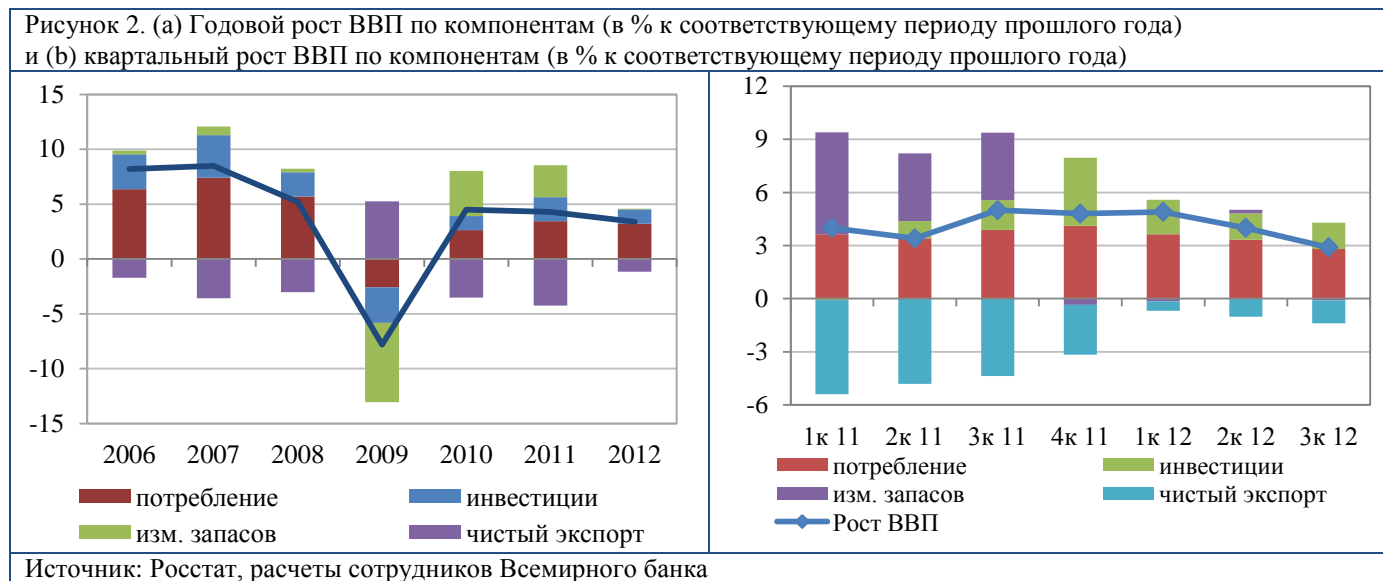 Рисунок 2. (a) Годовой рост ВВП по компонентам (в % к соответствующему периоду прошлого года)
и (b) квартальный рост ВВП по компонентам (в % к соответствующему периоду прошлого года)
15
10
5
0
-5
-10
-15
2006 2007 2008 2009 2010 2011 2012
потребление инвестиции
изм. запасов чистый экспорт
12
9
6
3
0
-3
-6
1к 11 2к 11 3к 11 4к 11 1к 12 2к 12 3к 12
потребление инвестиции
изм. запасов чистый экспорт
Рост ВВП
Источник: Росстат, расчеты сотрудников Всемирного банка